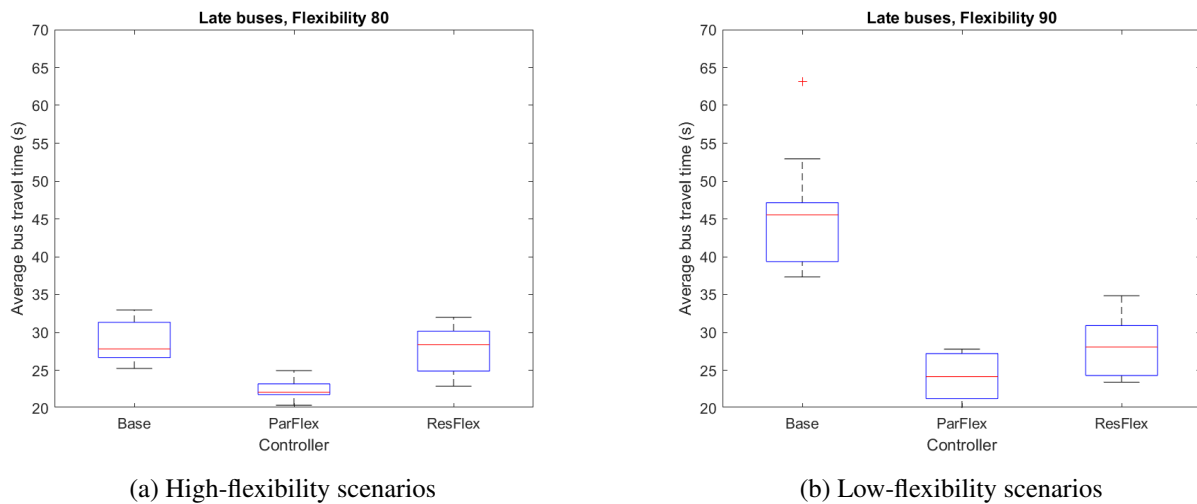 Late buses, Flexibility 80
70
65
60
55
50
45
40
35
30
25
20
Average bus travel time (s)
Base ParFlex ResFlex
Controller
(a) High-flexibility scenarios
Late buses, Flexibility 90
70
65
60
55
50
45
40
35
30
25
20
Average bus travel time (s)
Base ParFlex ResFlex
Controller
(b) Low-flexibility scenarios